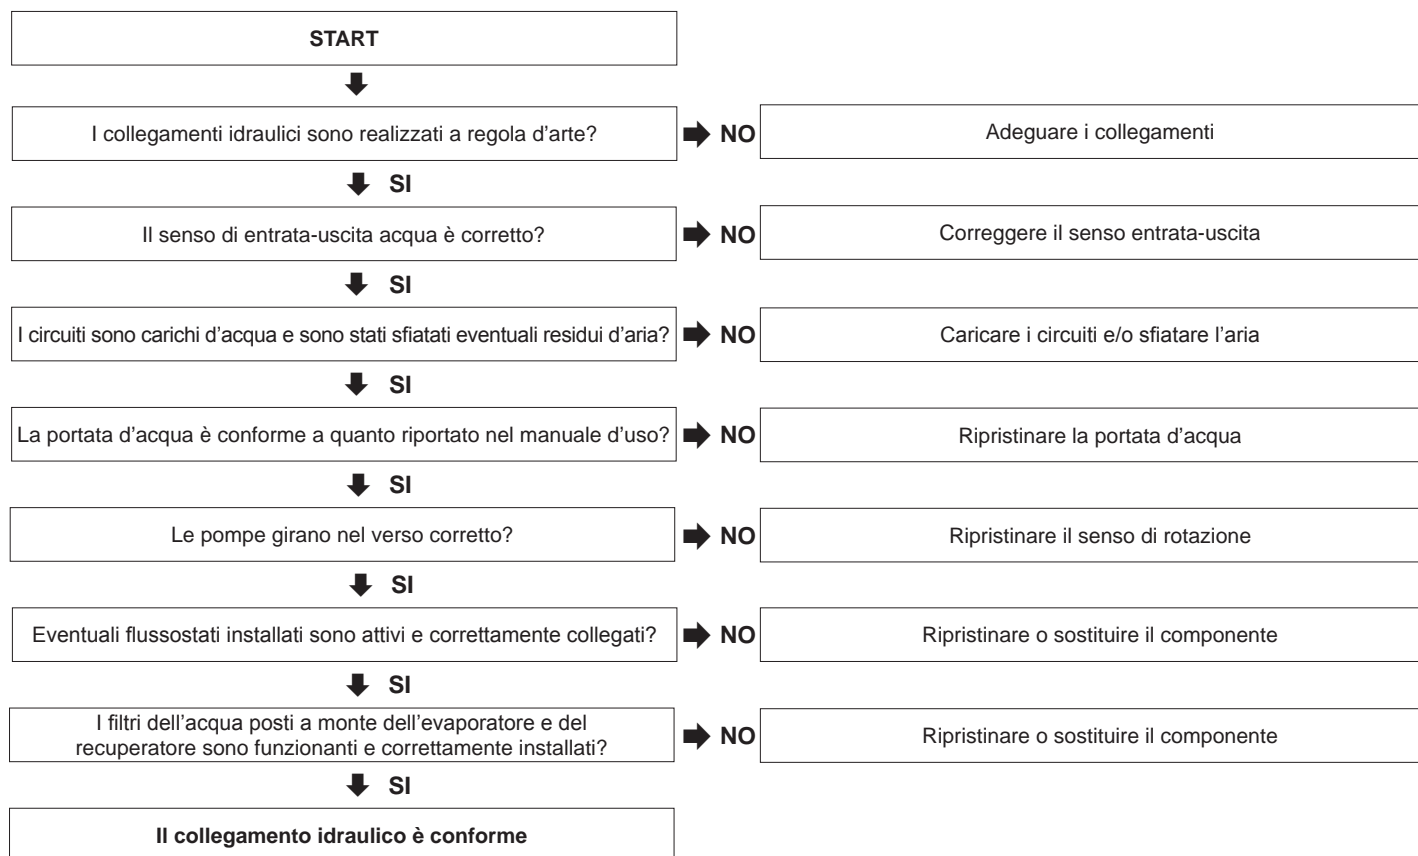 START
I collegamenti idraulici sono realizzati a regola d'arte?
NO
Adeguare i collegamenti
SI
Il senso di entrata-uscita acqua è corretto?
NO
Correggere il senso entrata-uscita
SI
I circuiti sono carichi d'acqua e sono stati sfiatati eventuali residui d'aria?
NO
Caricare i circuiti e/o sfiatare l'aria
SI
La portata d'acqua è conforme a quanto riportato nel manuale d'uso?
NO
Ripristinare la portata d'acqua
SI
Le pompe girano nel verso corretto?
NO
Ripristinare il senso di rotazione
SI
Eventuali flussostati installati sono attivi e correttamente collegati?
NO
Ripristinare o sostituire il componente
SI
I filtri dell'acqua posti a monte dell'evaporatore e del
recuperatore sono funzionanti e correttamente installati?
NO
Ripristinare o sostituire il componente
SI
Il collegamento idraulico è conforme